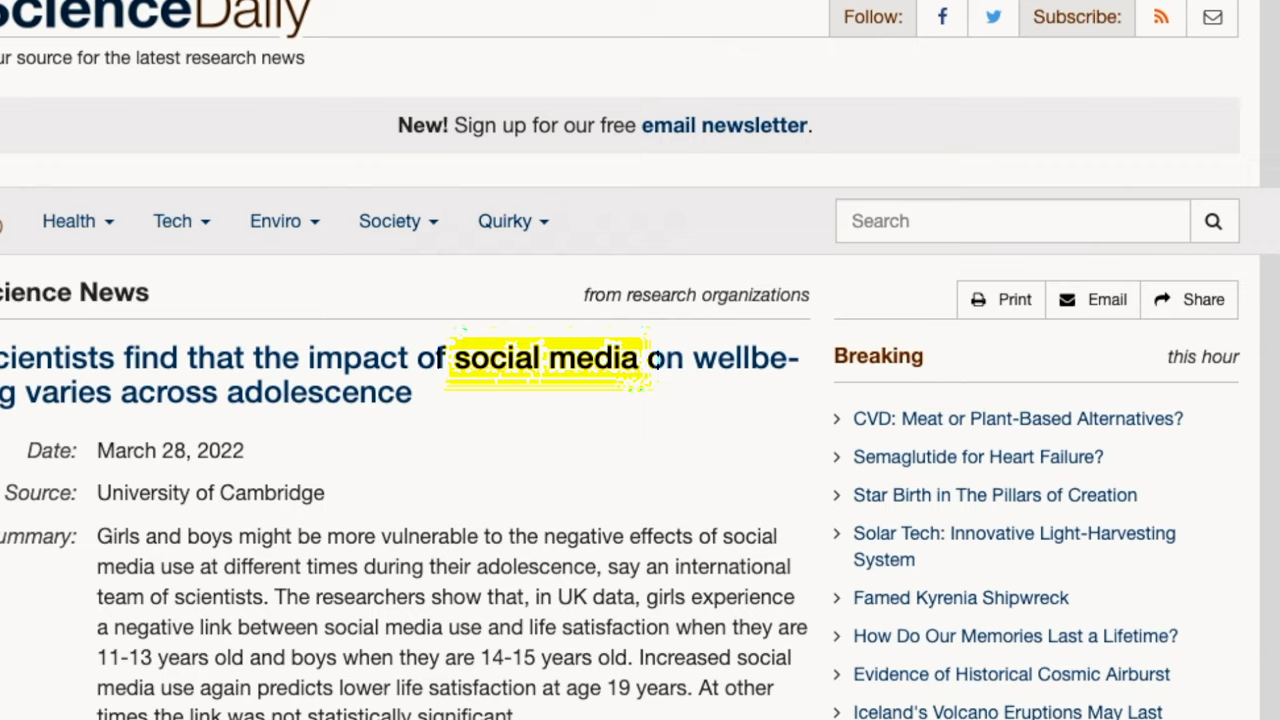 ScienceDaily
Follow:
Subscribe:
ur source for the latest research news
New! Sign up for our free email newsletter.
Health
Tech
Enviro
Society
Quirky
Search
cience News
from research organizations
Print
Email
Share
cientists find that the impact of social media on wellbe-
g varies across adolescence
Date: March 28, 2022
Source: University of Cambridge
ummary: Girls and boys might be more vulnerable to the negative effects of social
media use at different times during their adolescence, say an international
team of scientists. The researchers show that, in UK data, girls experience
a negative link between social media use and life satisfaction when they are
11-13 years old and boys when they are 14-15 years old. Increased social
media use again predicts lower life satisfaction at age 19 years. At other
times the link was not statistically significant.
Breaking
this hour
CVD: Meat or Plant-Based Alternatives?
Semaglutide for Heart Failure?
Star Birth in The Pillars of Creation
Solar Tech: Innovative Light-Harvesting
System
Famed Kyrenia Shipwreck
How Do Our Memories Last a Lifetime?
Evidence of Historical Cosmic Airburst
Iceland's Volcano Eruptions May Last